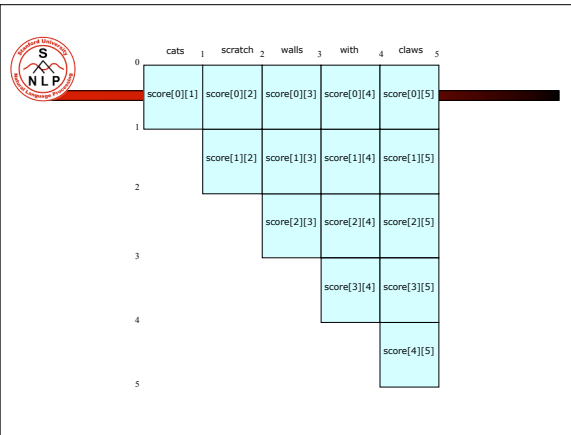 cats scratch walls with claws
1 2 3 4 5
0
Stanford University
S
NLP
Natural Language Processing
score[0][1] score[0][2] score[0][3] score[0][4] score[0][5]
1
score[1][2] score[1][3] score[1][4] score[1][5]
2
score[2][3] score[2][4] score[2][5]
3
score[3][4] score[3][5]
4
score[4][5]
5